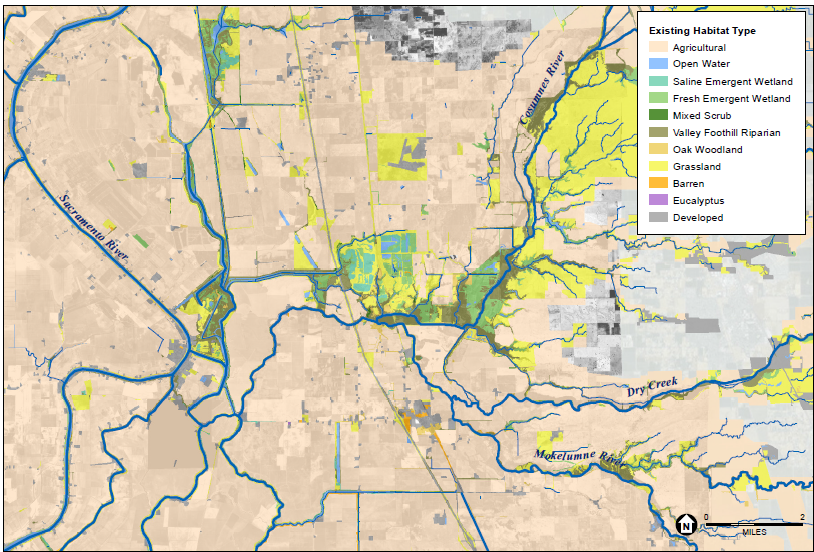 Existing Habitat Type
Agricultural
Open Water
Saline Emergent Wetland
Fresh Emergent Wetland
Mixed Scrub
Valley Foothill Riparian
Oak Woodland
Grassland
Barren
Eucalyptus
Developed
Cosumnes River
Sacramento River
Dry Creek
Mokelumne River
N
0 2
MILES